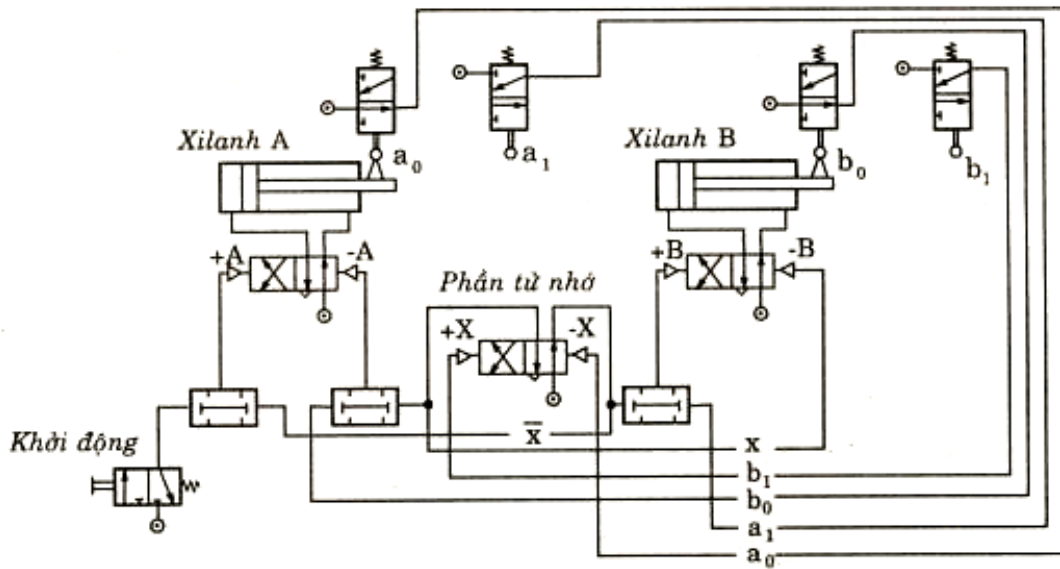 Xilanh A
a₀
a₁
Xilanh B
b₀
b₁
+A
-A
Phần tử nhớ
+B
-B
+X
-X
Khởi động
x̅
x
b₁
b₀
a₁
a₀